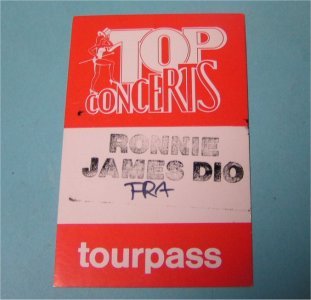 TOP
CONCERTS
RONNIE
JAMES DIO
FRA
tourpass